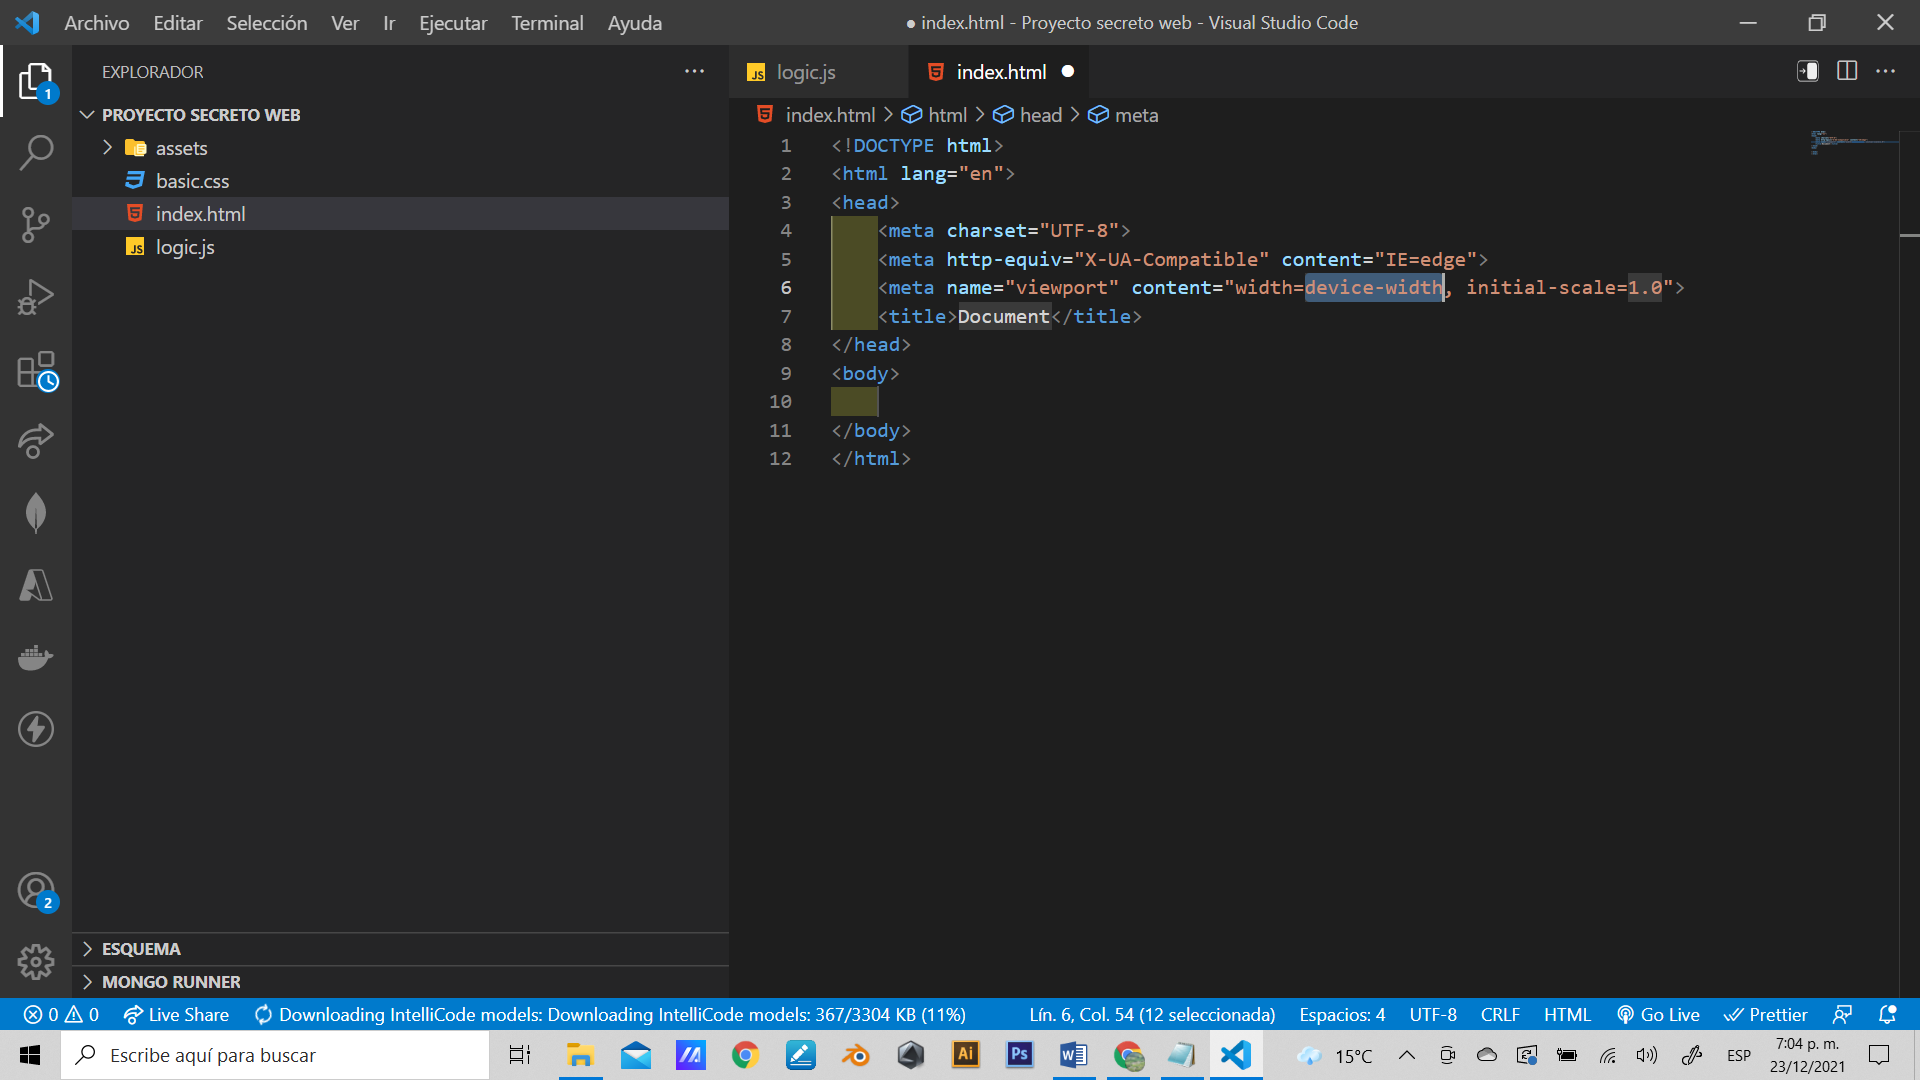 Archivo Editar Selección Ver Ir Ejecutar Terminal Ayuda
● index.html - Proyecto secreto web - Visual Studio Code
EXPLORADOR
1
PROYECTO SECRETO WEB
assets
basic.css
index.html
logic.js
2
ESQUEMA
MONGO RUNNER
JS logic.js
index.html
index.html > html > head > meta
1 <!DOCTYPE html>
2 <html lang="en">
3 <head>
4 <meta charset="UTF-8">
5 <meta http-equiv="X-UA-Compatible" content="IE=edge">
6 <meta name="viewport" content="width=device-width, initial-scale=1.0">
7 <title>Document</title>
8 </head>
9 <body>
10
11 </body>
12 </html>
0 0 Live Share Downloading IntelliCode models: Downloading IntelliCode models: 367/3304 KB (11%) Lín. 6, Col. 54 (12 seleccionada) Espacios: 4 UTF-8 CRLF HTML Go Live Prettier
Escribe aquí para buscar
Ai Ps W
15°C ESP
7:04 p. m.
23/12/2021